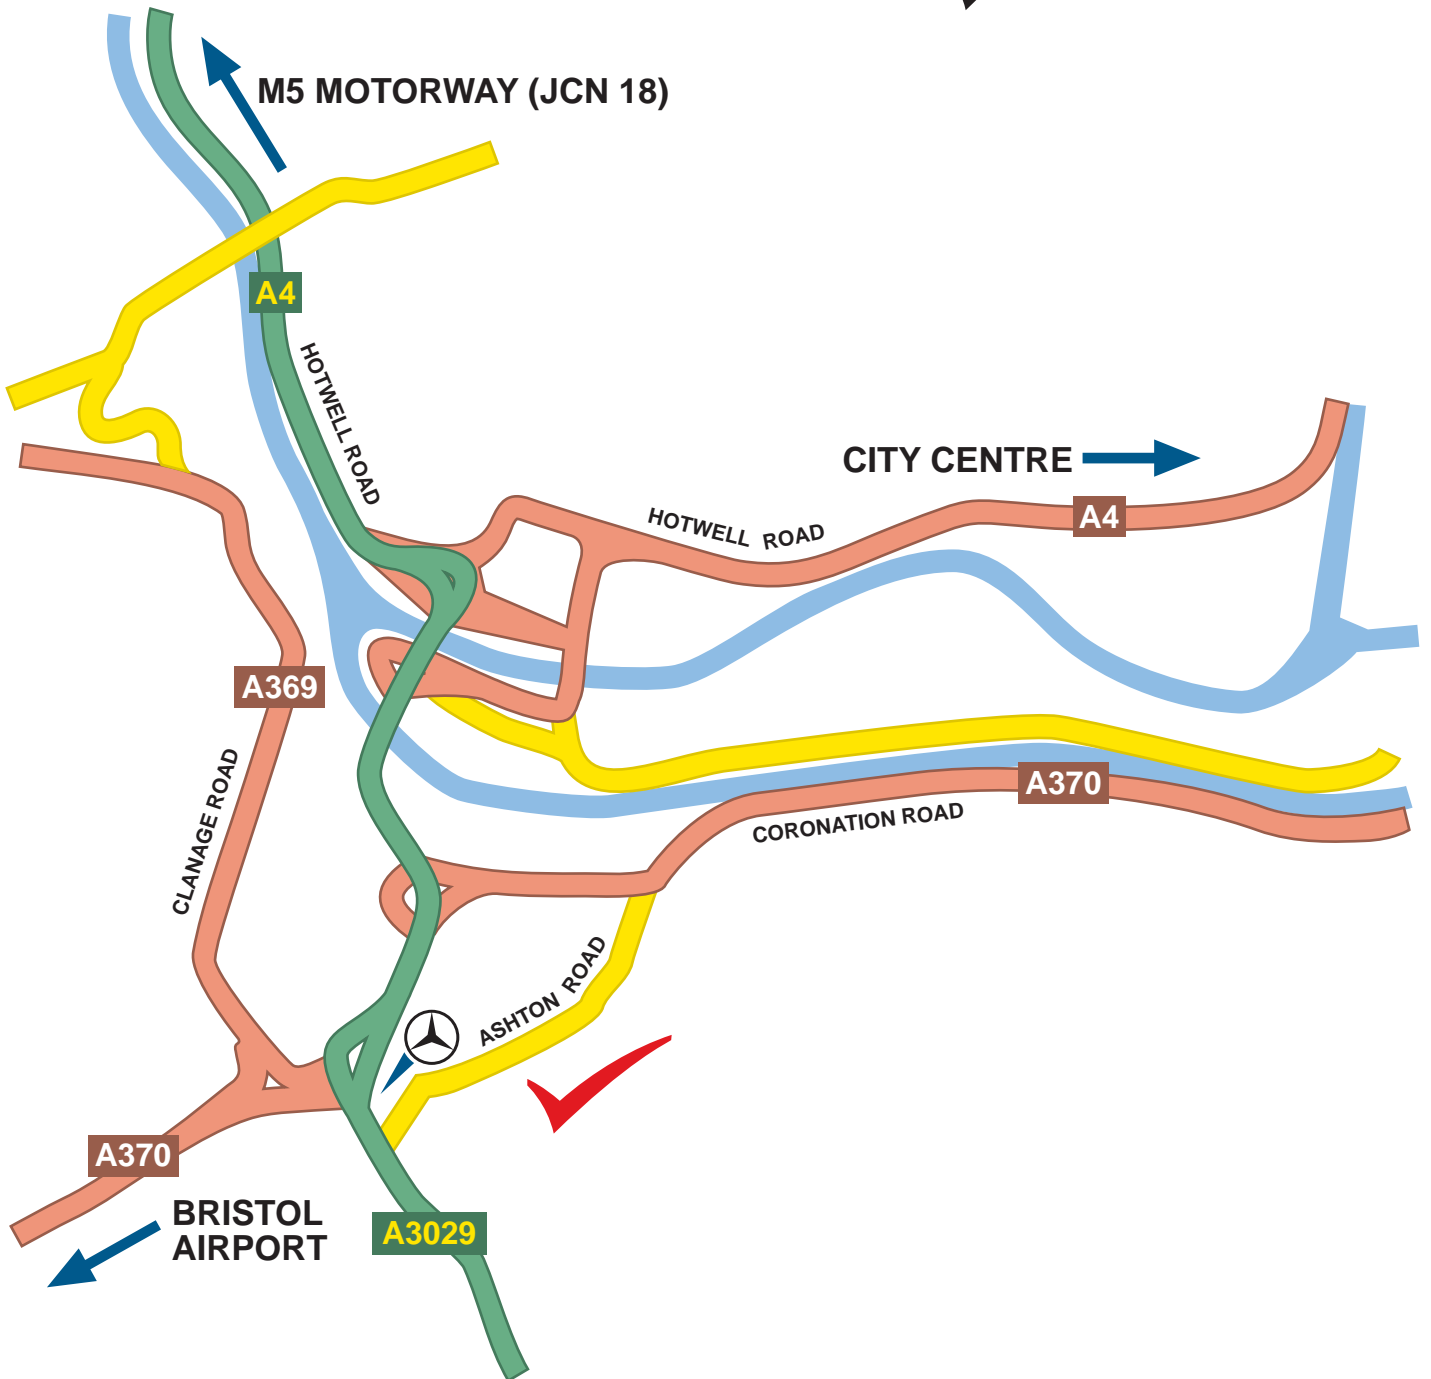 M5 MOTORWAY (JCN 18)
A4
HOTWELL ROAD
CITY CENTRE
HOTWELL ROAD
A4
A369
CLANAGE ROAD
A370
CORONATION ROAD
ASHTON ROAD
A370
BRISTOL
AIRPORT
A3029